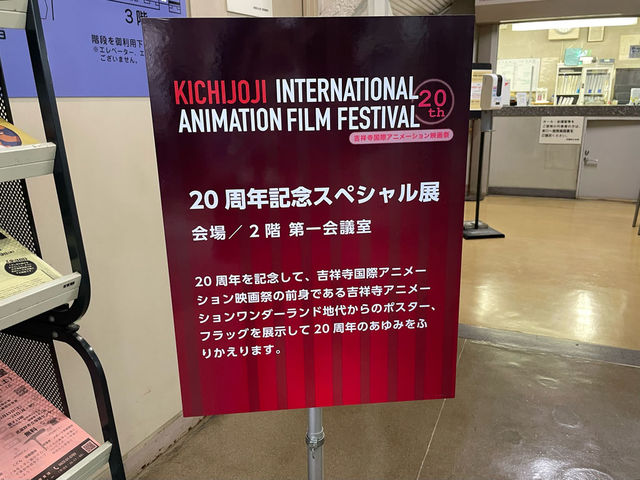 3階
階段を御利用下
※エレベーター、エ
ございません。
KICHIJOJI INTERNATIONAL
ANIMATION FILM FESTIVAL
20
th
吉祥寺国際アニメーション映画祭
20周年記念スペシャル展
会場／2階 第一会議室
20周年を記念して、吉祥寺国際アニメー
ション映画祭の前身である吉祥寺アニメー
ションワンダーランド地代からのポスター、
フラッグを展示して20周年のあゆみをふ
りかえります。